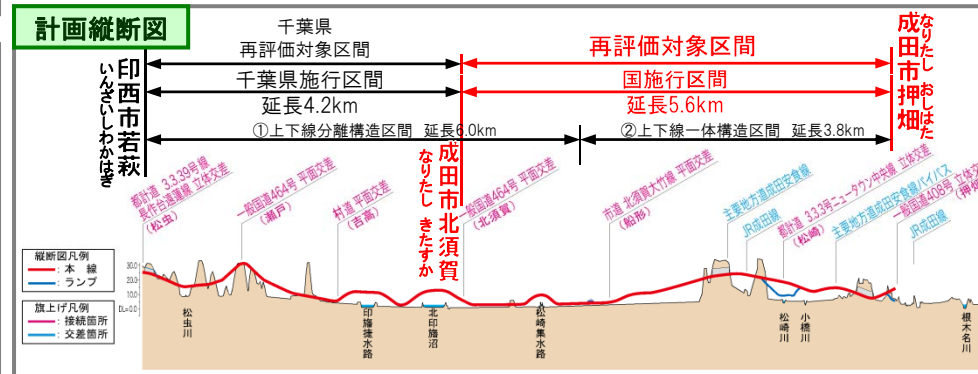 計画縦断図
千葉県
再評価対象区間
千葉県施行区間
延長4.2km
再評価対象区間
国施行区間
延長5.6km
①上下線分離構造区間 延長6.0km
②上下線一体構造区間 延長3.8km
印西市若萩
いんざいしわかはぎ
成田市北須賀
なりたし きたすか
成田市押畑
なりたし おしはた
都計道 3.3.39号線
長折台遠蓮線 立体交差
(松虫)
一般国道464号 平面交差
(瀬戸)
村道 平面交差
(吉高)
一般国道464号 平面交差
(北須賀)
市道 北須賀大竹線 平面交差
(船形)
主要地方道成田安食線
JR成田線
都計道 3.3.3号ニュータウン中央線 立体交差
(松崎)
主要地方道成田安食線バイパス
一般国道408号 立体
(押
JR成田線
縦断図凡例
:本 線
:ランプ
旗上げ凡例
:接続箇所
:交差箇所
30.0
20.0
10.0
DL=0.0
松虫川
印旛捷水路
北印旛沼
松崎集水路
松崎川
小橋川
根木名川